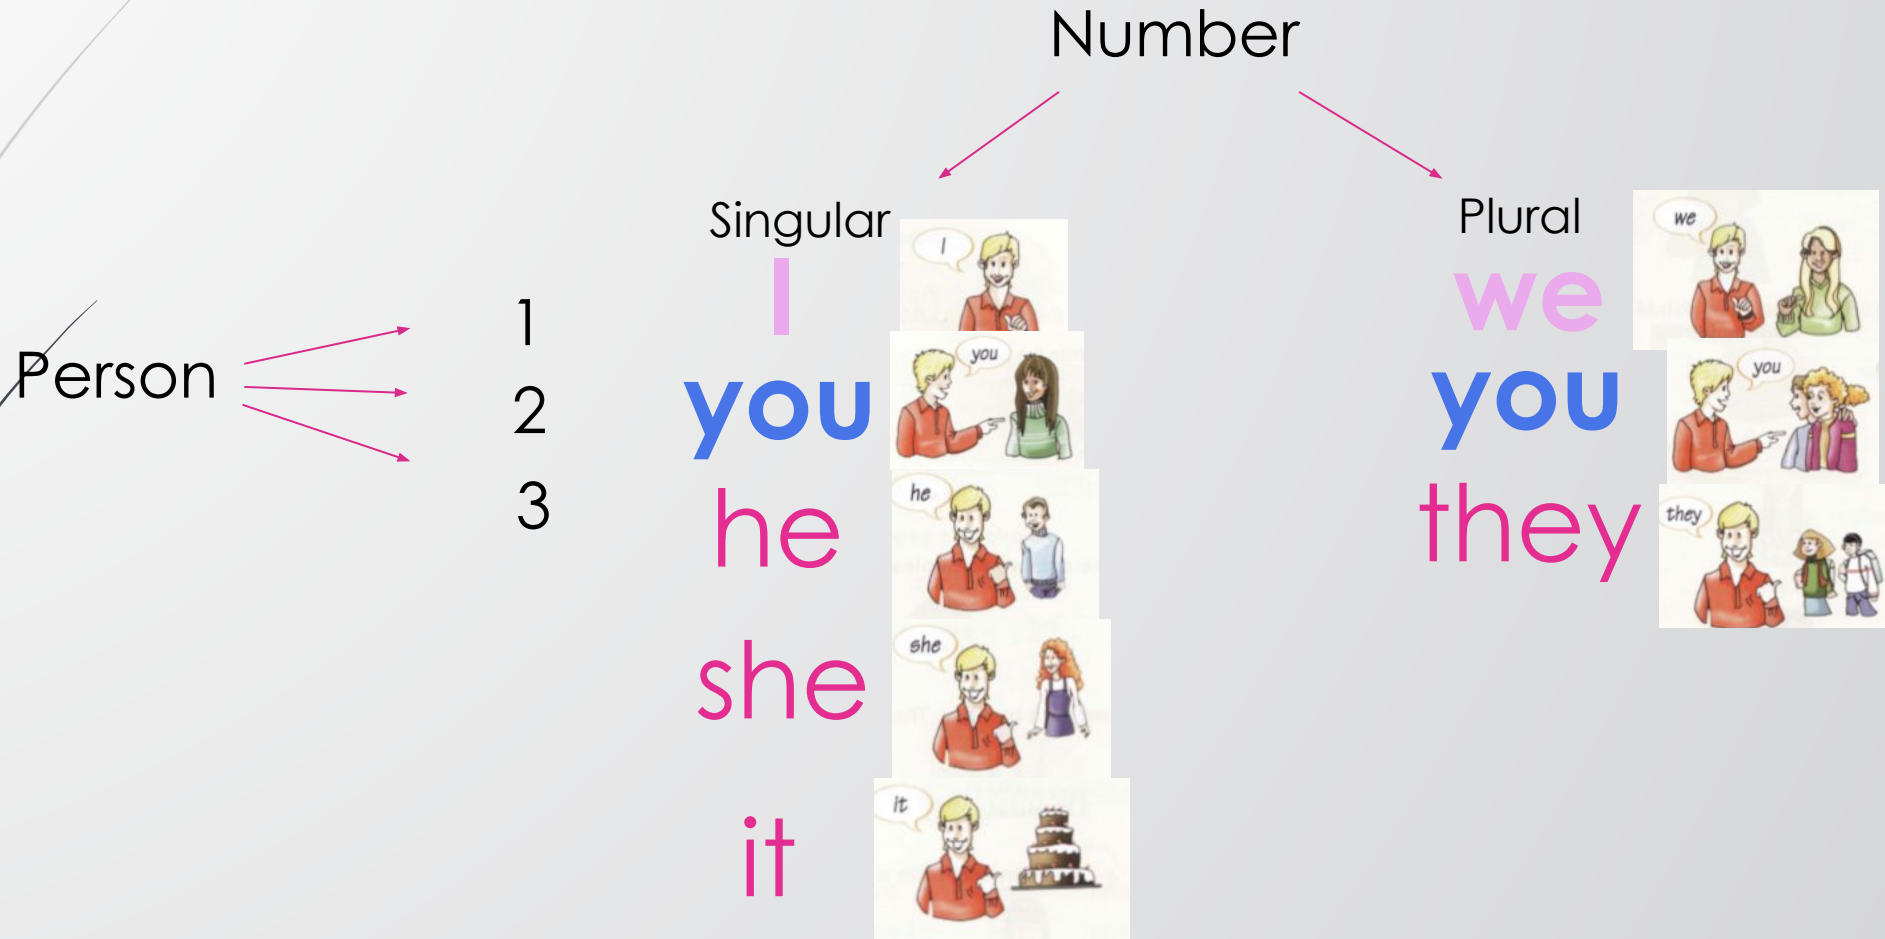 Number
Singular
Plural
I
I
we
we
Person
1
2
3
you
you
you
you
he
he
they
they
she
she
it
it